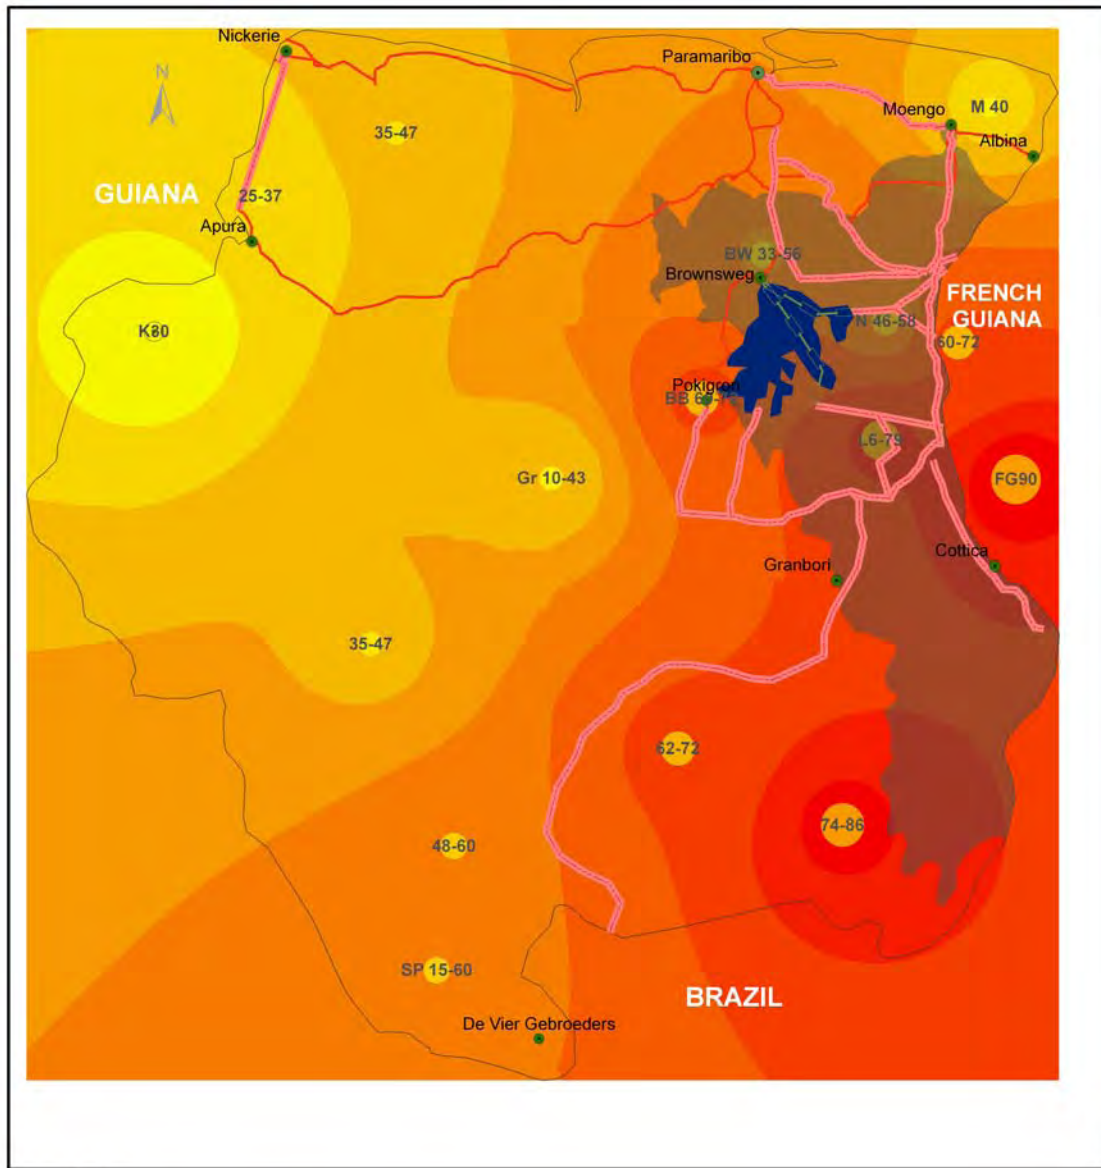 Nickerie
Paramaribo
N
Moengo
M 40
35-47
Albina
GUIANA
25-37
Apura
BW 33-56
Brownsweg
FRENCH
GUIANA
N 46-58
60-72
Pokigron
L6-79
Gr 10-43
FG90
Cottica
Granbori
35-47
62-72
74-86
48-60
SP 15-60
BRAZIL
De Vier Gebroeders